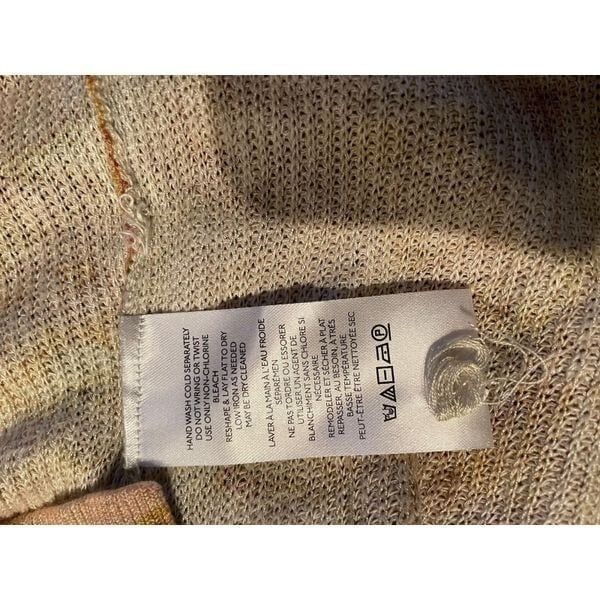 HAND WASH COLD SEPARATELY
DO NOT WRING OR TWIST
USE ONLY NON-CHLORINE
BLEACH
RESHAPE & LAY FLAT TO DRY
LOW IRON AS NEEDED
MAY BE DRY CLEANED
LAVER À LA MAIN À L'EAU FROIDE
SÉPARÉMEN
NE PAS TORDRE OU ESSORER
UTILISER UN AGENT DE
BLANCHIMENT SANS CHLORE SI
NÉCESSAIRE
REMODELER ET SÉCHER À PLAT
REPASSER, AU BESOIN, À TRÈS
BASSE TEMPÉRATURE
PEUT-ÊTRE ÊTRE NETTOYÉE SEC
P